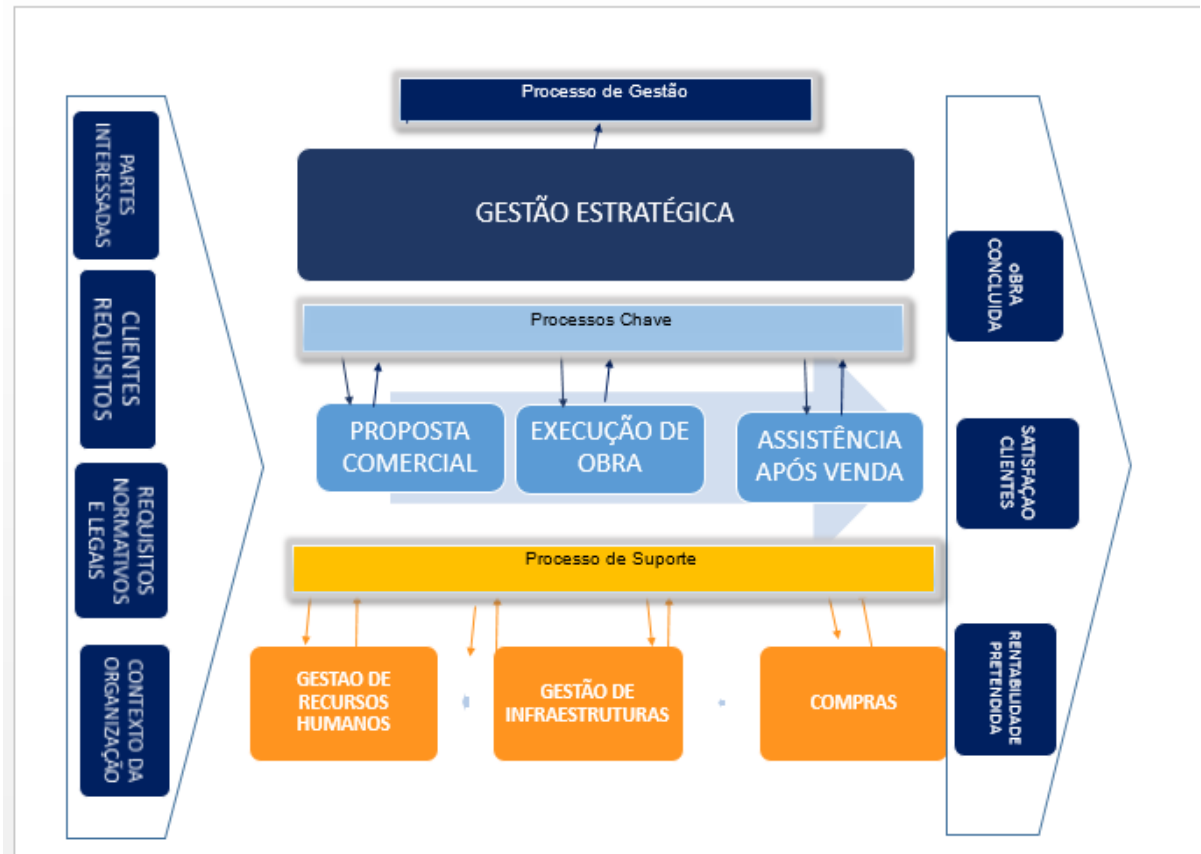 PARTES
INTERESSADAS
CLIENTES
REQUISITOS
REQUISITOS
NORMATIVOS
E LEGAIS
CONTEXTO DA
ORGANIZAÇÃO
Processo de Gestão
GESTÃO ESTRATÉGICA
Processos Chave
PROPOSTA
COMERCIAL
EXECUÇÃO DE
OBRA
ASSISTÊNCIA
APÓS VENDA
Processo de Suporte
GESTAO DE
RECURSOS
HUMANOS
GESTÃO DE
INFRAESTRUTURAS
COMPRAS
oBRA
CONCLUIDA
SATISFAÇAO
CLIENTES
RENTABILIDADE
PRETENDIDA